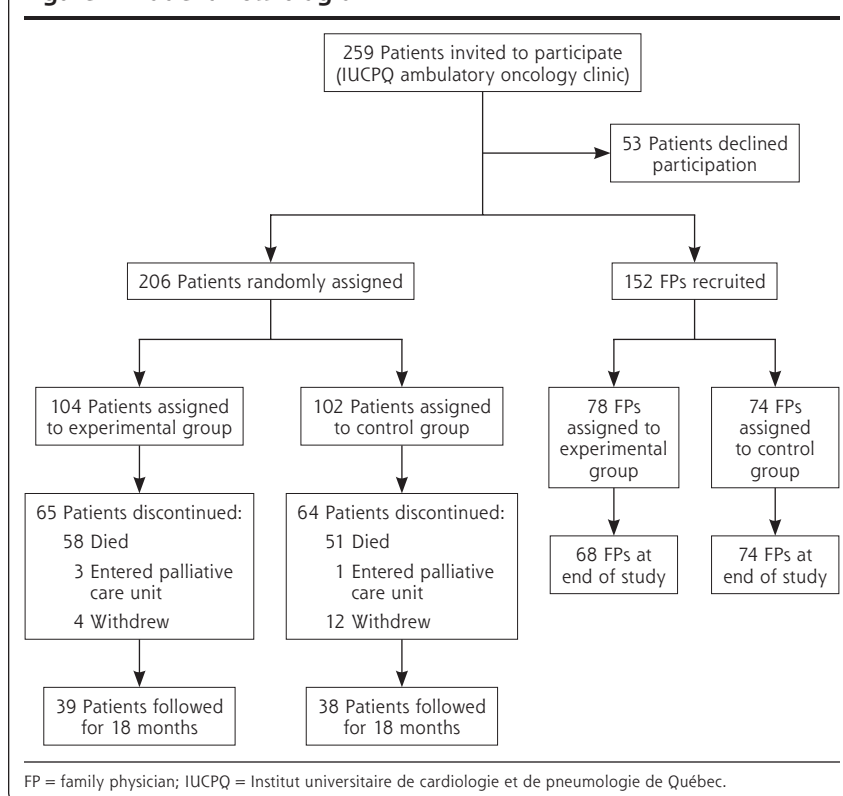 259 Patients invited to participate
(IUCPQ ambulatory oncology clinic)
53 Patients declined
participation
206 Patients randomly assigned
152 FPs recruited
104 Patients assigned
to experimental group
102 Patients assigned
to control group
78 FPs
assigned to
experimental
group
74 FPs
assigned
to control
group
65 Patients discontinued:
58 Died
3 Entered palliative
care unit
4 Withdrew
64 Patients discontinued:
51 Died
1 Entered palliative
care unit
12 Withdrew
68 FPs at
end of study
74 FPs at
end of study
39 Patients followed
for 18 months
38 Patients followed
for 18 months
FP = family physician; IUCPQ = Institut universitaire de cardiologie et de pneumologie de Québec.